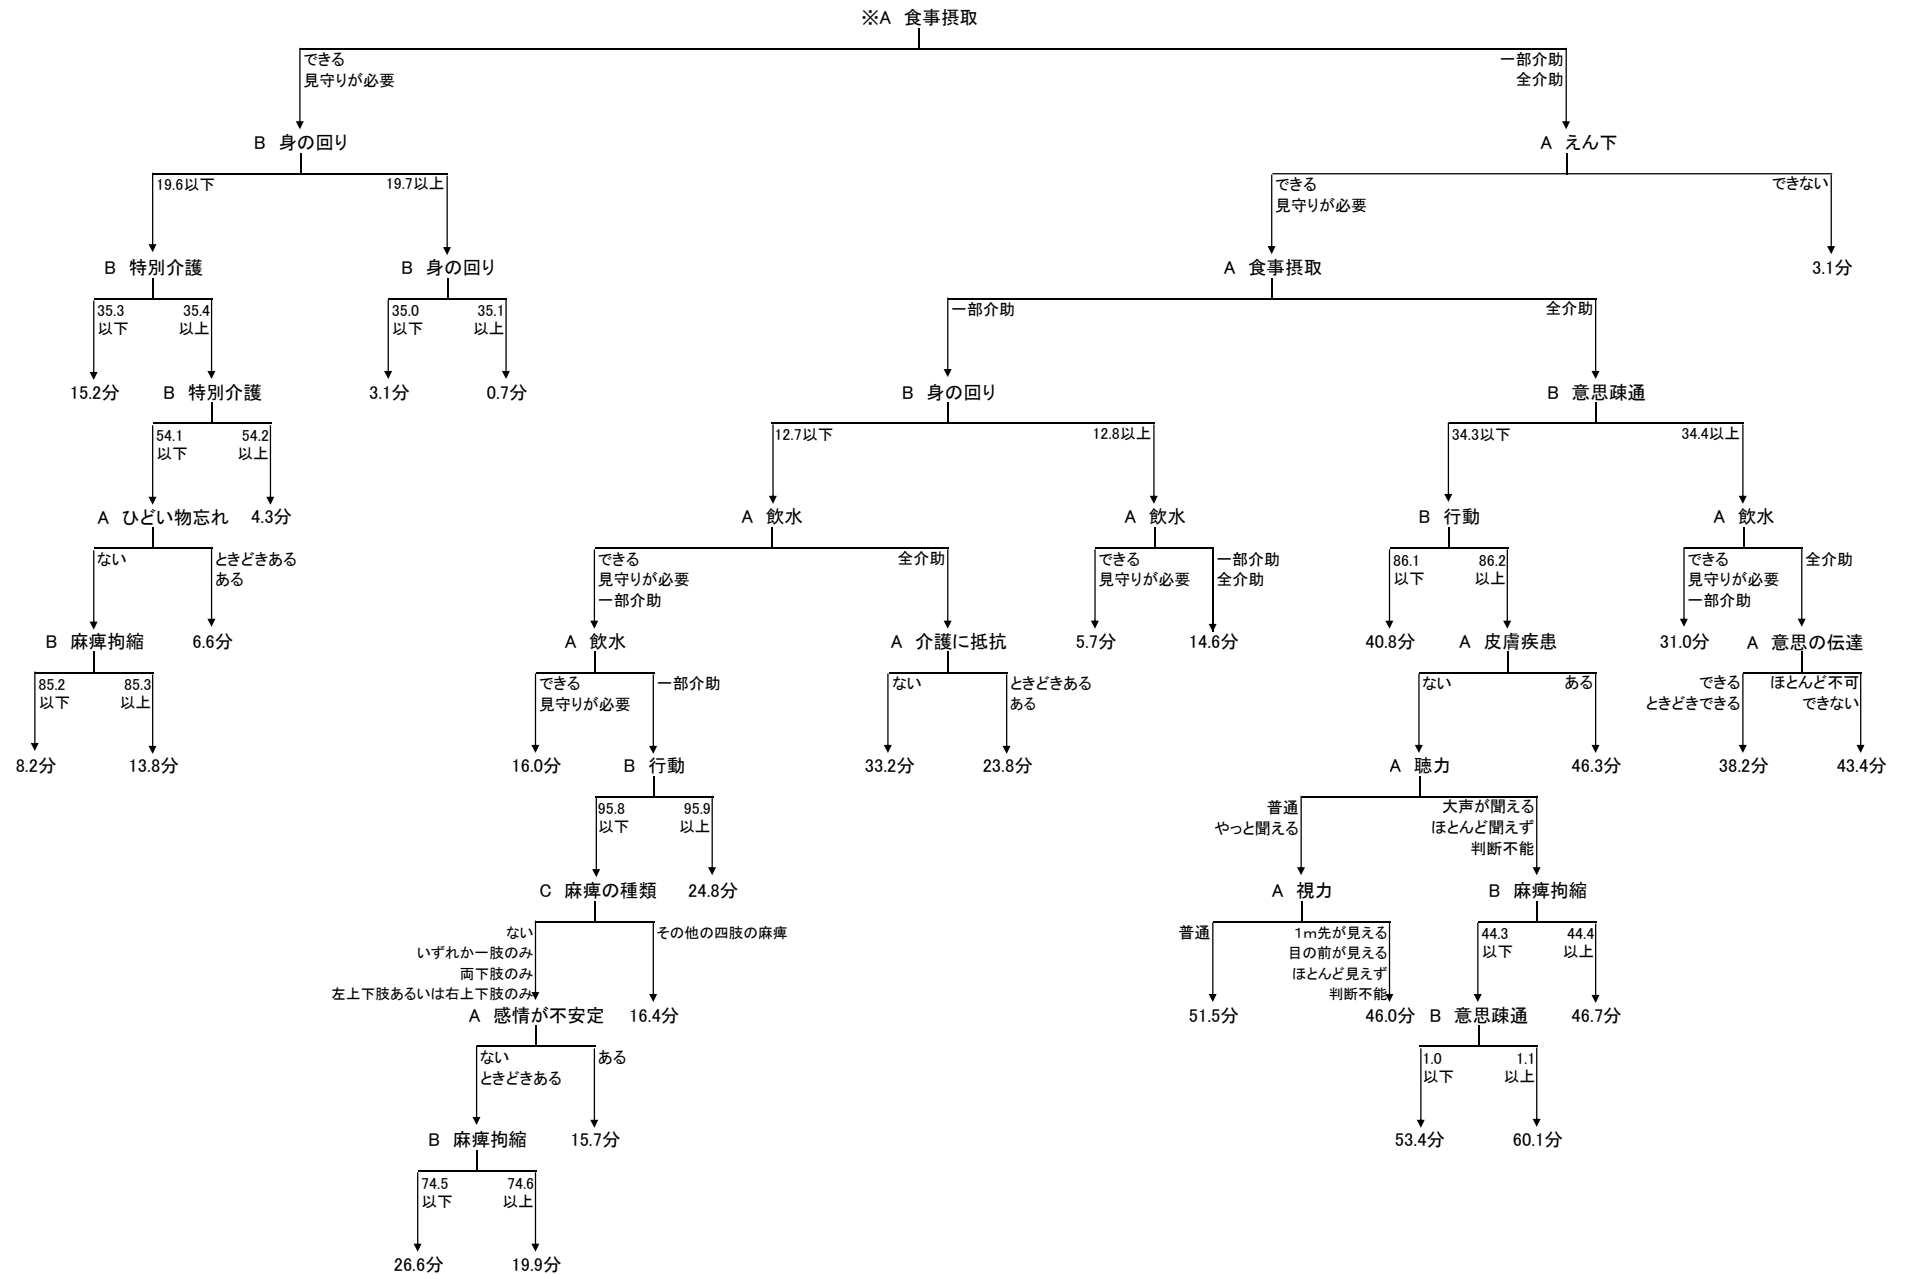 ※A 食事摂取
できる
見守りが必要
一部介助
全介助
B 身の回り
A えん下
19.6以下
19.7以上
できる
見守りが必要
できない
B 特別介護
B 身の回り
A 食事摂取
3.1分
35.3
以下
35.4
以上
35.0
以下
35.1
以上
一部介助
全介助
15.2分
B 特別介護
3.1分
0.7分
B 身の回り
B 意思疎通
54.1
以下
54.2
以上
12.7以下
12.8以上
34.3以下
34.4以上
A ひどい物忘れ
4.3分
A 飲水
A 飲水
B 行動
A 飲水
ない
ときどきある
ある
できる
見守りが必要
一部介助
全介助
できる
見守りが必要
一部介助
全介助
86.1
以下
86.2
以上
できる
見守りが必要
一部介助
全介助
B 麻痺拘縮
6.6分
A 飲水
A 介護に抵抗
5.7分
14.6分
40.8分
A 皮膚疾患
31.0分
A 意思の伝達
85.2
以下
85.3
以上
できる
見守りが必要
一部介助
ない
ときどきある
ある
ない
ある
できる
ときどきできる
ほとんど不可
できない
8.2分
13.8分
16.0分
B 行動
33.2分
23.8分
A 聴力
46.3分
38.2分
43.4分
95.8
以下
95.9
以上
普通
やっと聞える
大声が聞える
ほとんど聞えず
判断不能
C 麻痺の種類
24.8分
A 視力
B 麻痺拘縮
ない
いずれか一肢のみ
両下肢のみ
左上下肢あるいは右上下肢のみ
その他の四肢の麻痺
普通
1m先が見える
目の前が見える
ほとんど見えず
判断不能
44.3
以下
44.4
以上
A 感情が不安定
16.4分
51.5分
46.0分
B 意思疎通
46.7分
ない
ときどきある
ある
1.0
以下
1.1
以上
B 麻痺拘縮
15.7分
53.4分
60.1分
74.5
以下
74.6
以上
26.6分
19.9分